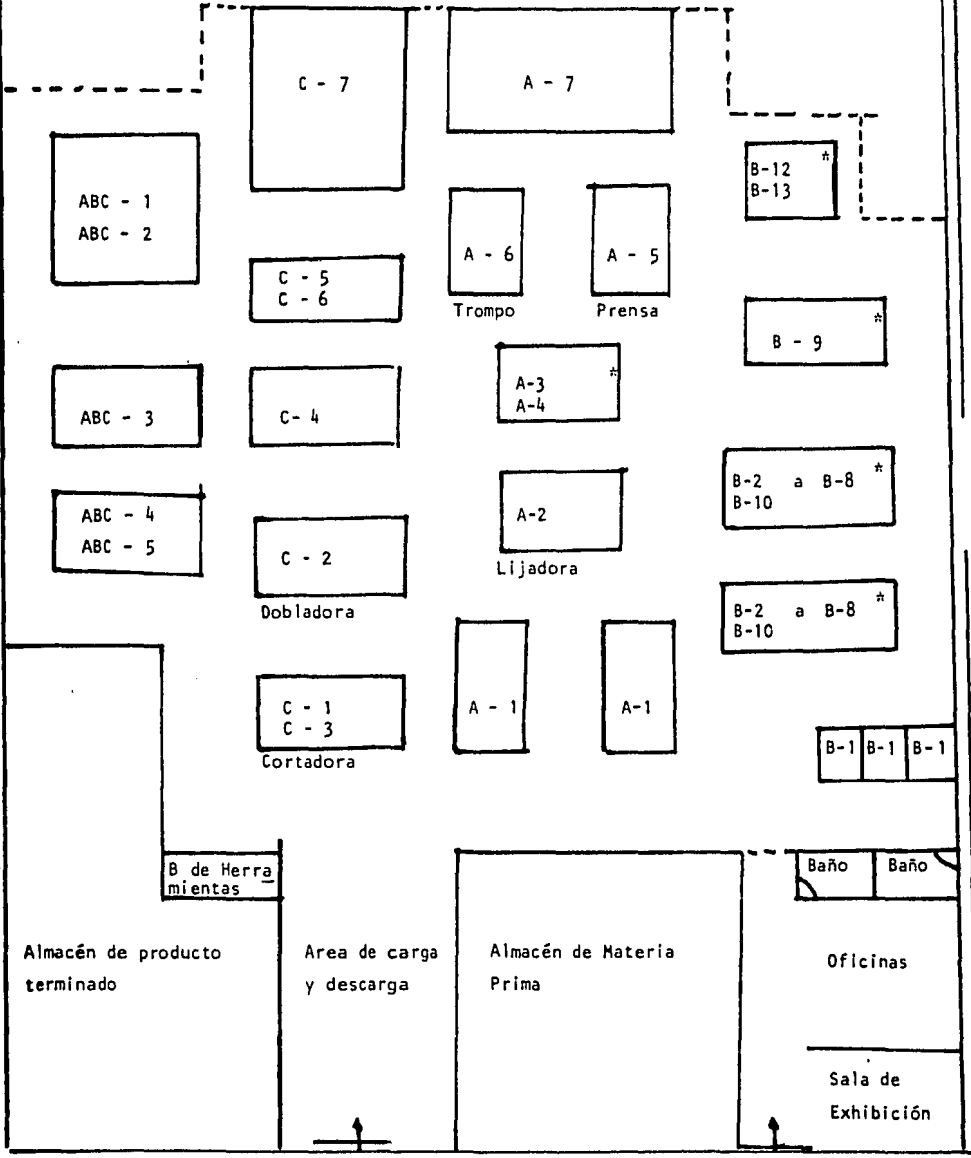 C - 7
A - 7
B-12 *
B-13
ABC - 1
ABC - 2
A - 6
A - 5
C - 5
C - 6
Trompo
Prensa
*
B - 9
A-3 *
A-4
ABC - 3
C- 4
B-2 a B-8 *
B-10
ABC - 4
ABC - 5
A-2
C - 2
Lijadora
Dobladora
B-2 a B-8 *
B-10
C - 1
C - 3
A - 1
A-1
Cortadora
B-1
B-1
B-1
B de Herra
mientas
Baño
Baño
Almacén de producto
terminado
Area de carga
y descarga
Almacén de Materia
Prima
Oficinas
Sala de
Exhibición